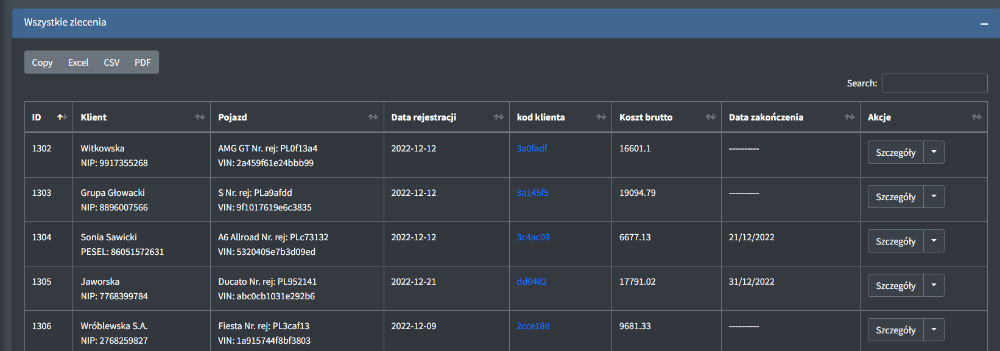 Wszystkie zlecenia
Copy Excel CSV PDF
Search:
ID Klient Pojazd Data rejestracji kod klienta Koszt brutto Data zakończenia Akcje
1302 Witkowska AMG GT Nr. rej: PL0f13a4 2022-12-12 3a0fadf 16601.1 ---------- Szczegóły
NIP: 9917355268 VIN: 2a459f61e24bbb99
1303 Grupa Głowacki S Nr. rej: PLa9afdd 2022-12-12 3a145f5 19094.79 ---------- Szczegóły
NIP: 8896007566 VIN: 9f1017619e6c3835
1304 Sonia Sawicki A6 Allroad Nr. rej: PLc73132 2022-12-12 3c4ac09 6677.13 21/12/2022 Szczegóły
PESEL: 86051572631 VIN: 5320405e7b3d09ed
1305 Jaworska Ducato Nr. rej: PL952141 2022-12-21 dd0482 17791.02 31/12/2022 Szczegóły
NIP: 7768399784 VIN: abc0cb1031e292b6
1306 Wróblewska S.A. Fiesta Nr. rej: PL3caf13 2022-12-09 2cce18d 9681.33 ---------- Szczegóły
NIP: 2768259827 VIN: 1a915744f8bf3803